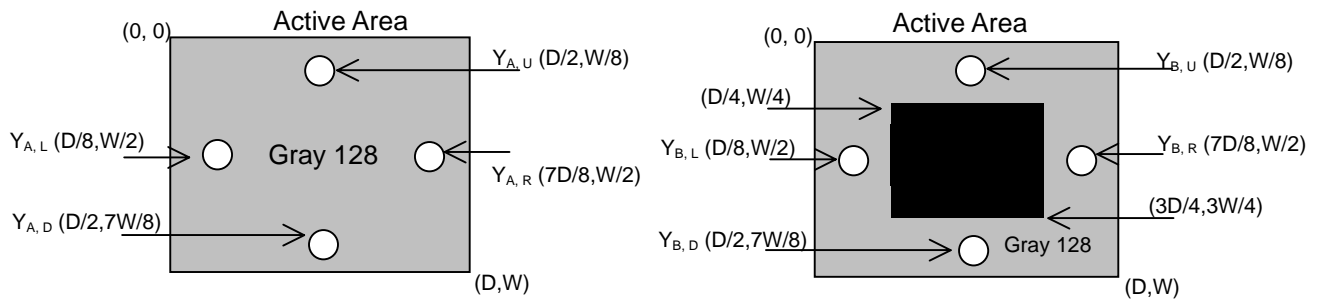 Active Area
(0, 0)
Y_A, U (D/2,W/8)
Y_A, L (D/8,W/2)
Gray 128
Y_A, R (7D/8,W/2)
Y_A, D (D/2,7W/8)
(D,W)
Active Area
(0, 0)
Y_B, U (D/2,W/8)
(D/4,W/4)
Y_B, L (D/8,W/2)
Y_B, R (7D/8,W/2)
(3D/4,3W/4)
Y_B, D (D/2,7W/8)
Gray 128
(D,W)